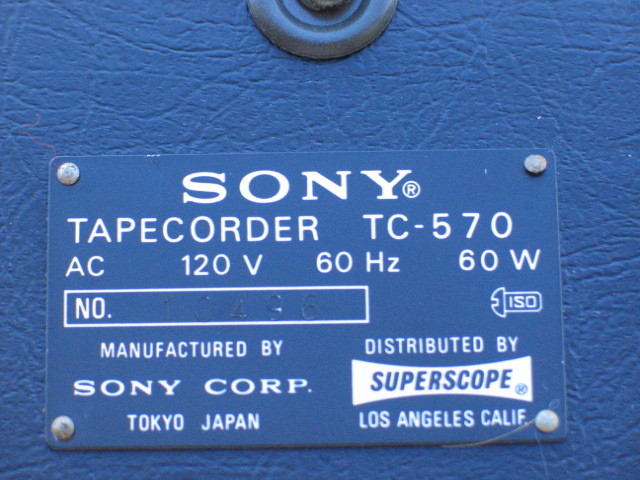 SONY®
TAPECORDER TC-570
AC 120 V 60 Hz 60 W
NO. 16496
ISO
MANUFACTURED BY
SONY CORP.
TOKYO JAPAN
DISTRIBUTED BY
SUPERSCOPE®
LOS ANGELES CALIF.